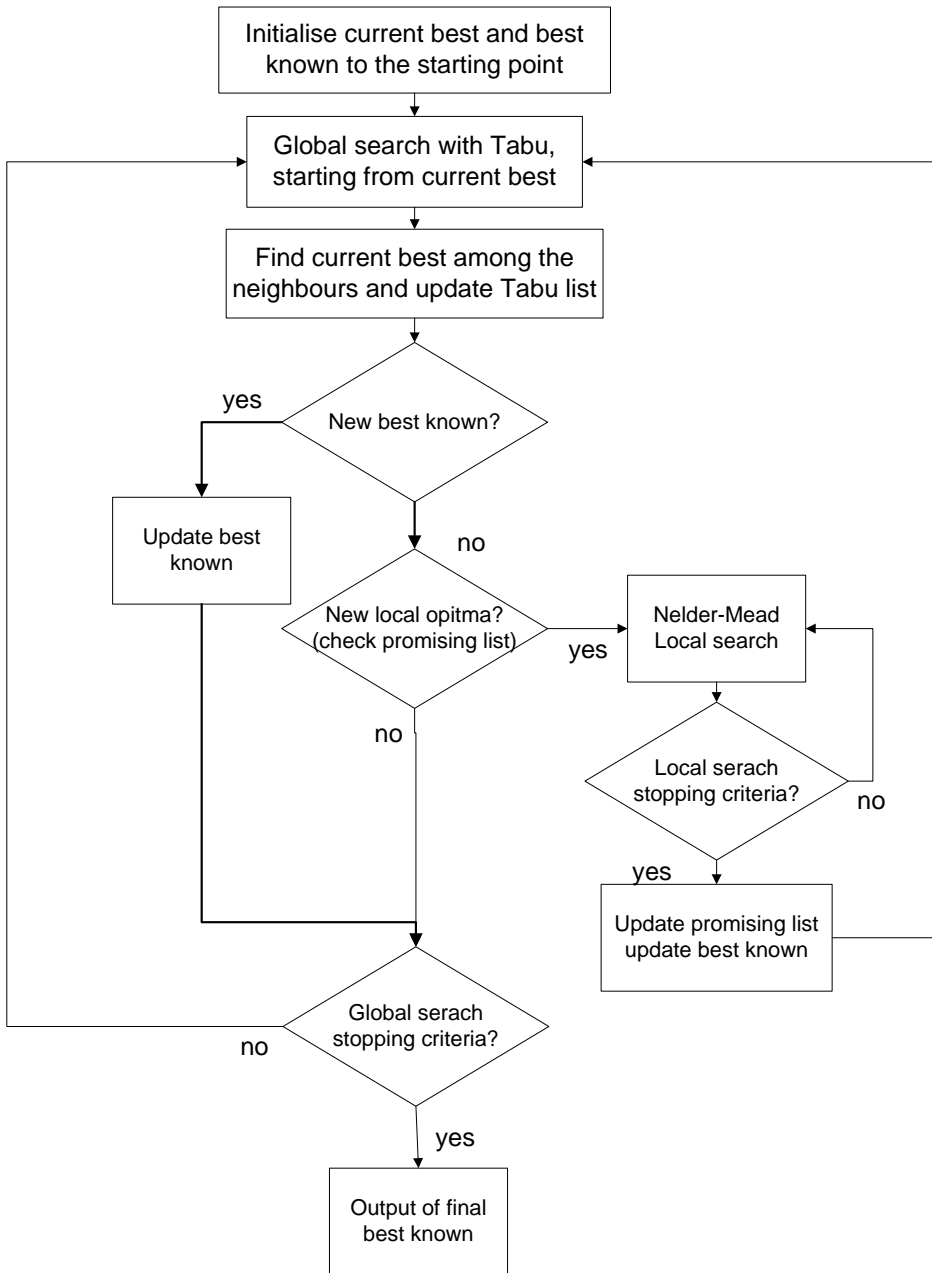 Initialise current best and best
known to the starting point
Global search with Tabu,
starting from current best
Find current best among the
neighbours and update Tabu list
yes
New best known?
Update best
known
no
New local opitma?
(check promising list)
yes
Nelder-Mead
Local search
no
Local serach
stopping criteria?
no
yes
Update promising list
update best known
Global serach
stopping criteria?
no
yes
Output of final
best known